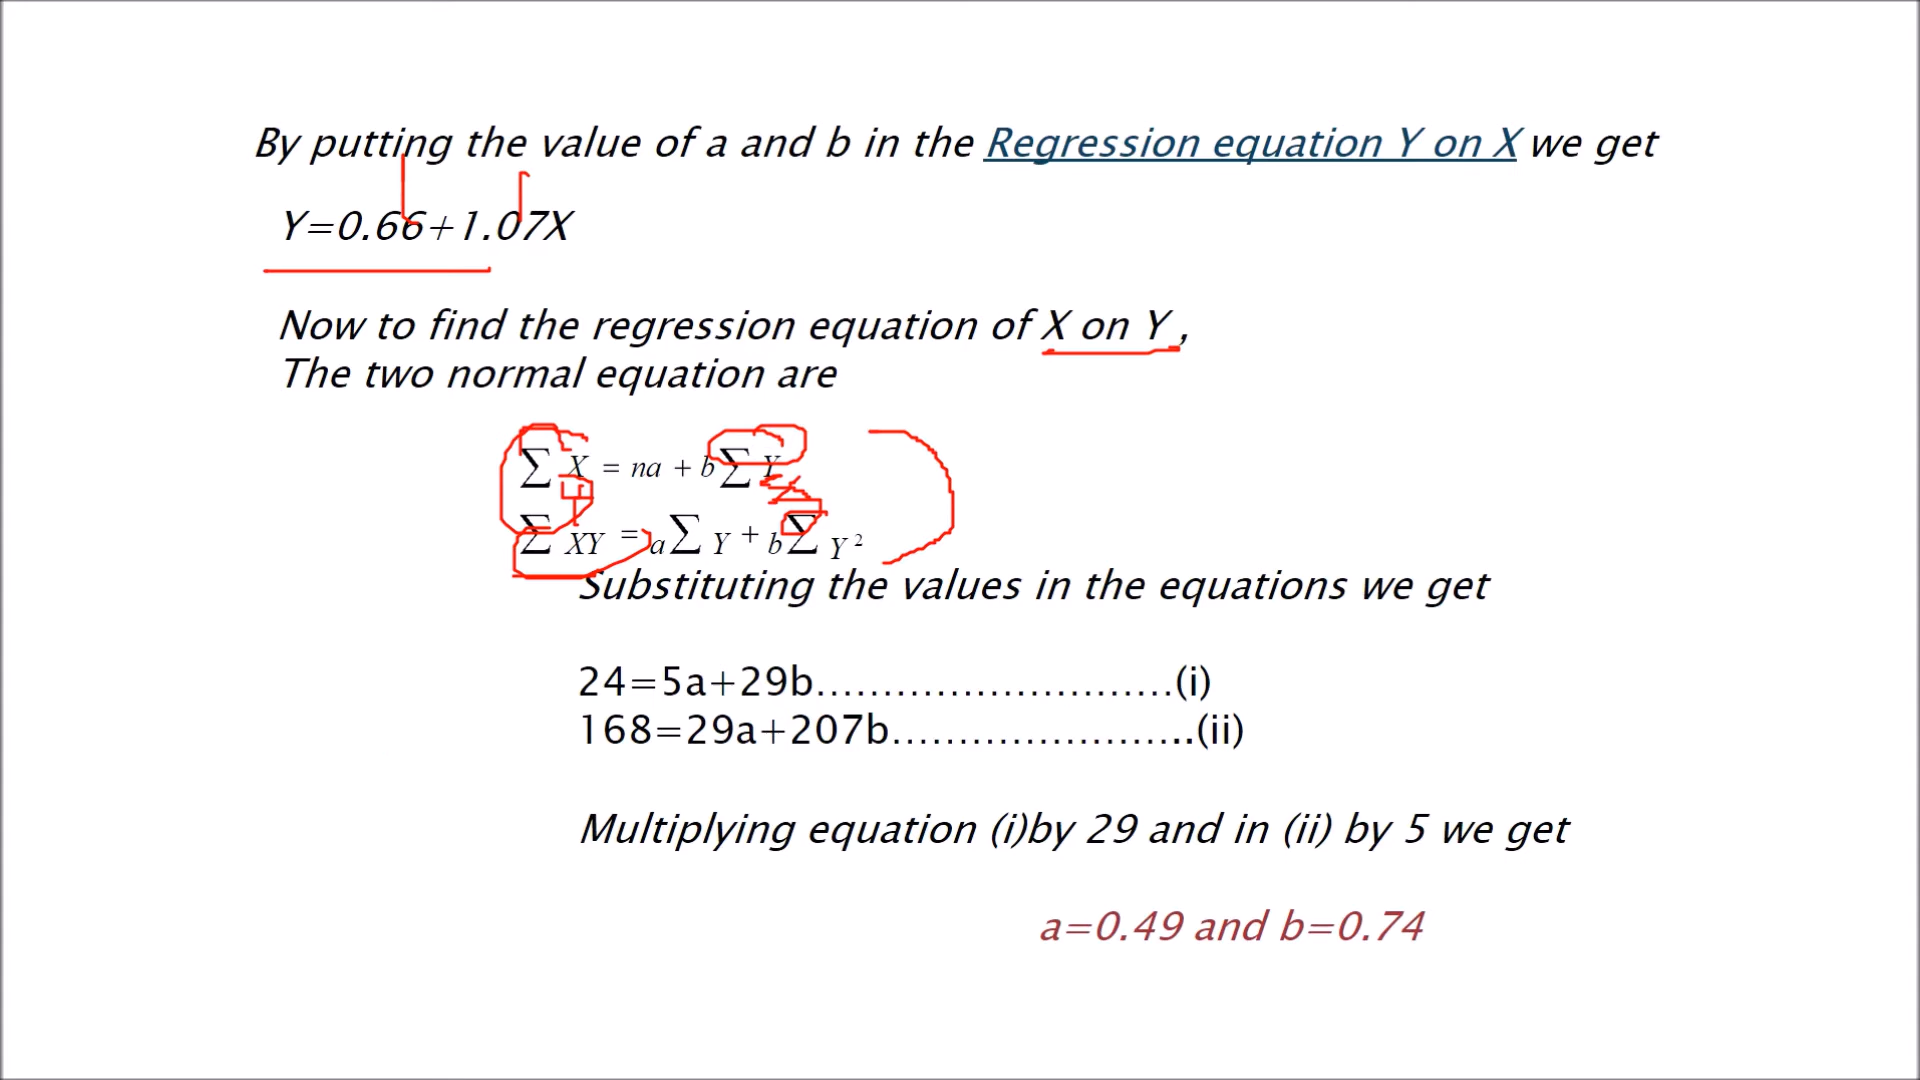 By putting the value of a and b in the Regression equation Y on X we get
Y=0.66+1.07X
Now to find the regression equation of X on Y ,
The two normal equation are
∑ X = na + b ∑ Y
∑ XY = a ∑ Y + b ∑ Y²
Substituting the values in the equations we get
24=5a+29b………………………(i)
168=29a+207b…………………..(ii)
Multiplying equation (i)by 29 and in (ii) by 5 we get
a=0.49 and b=0.74